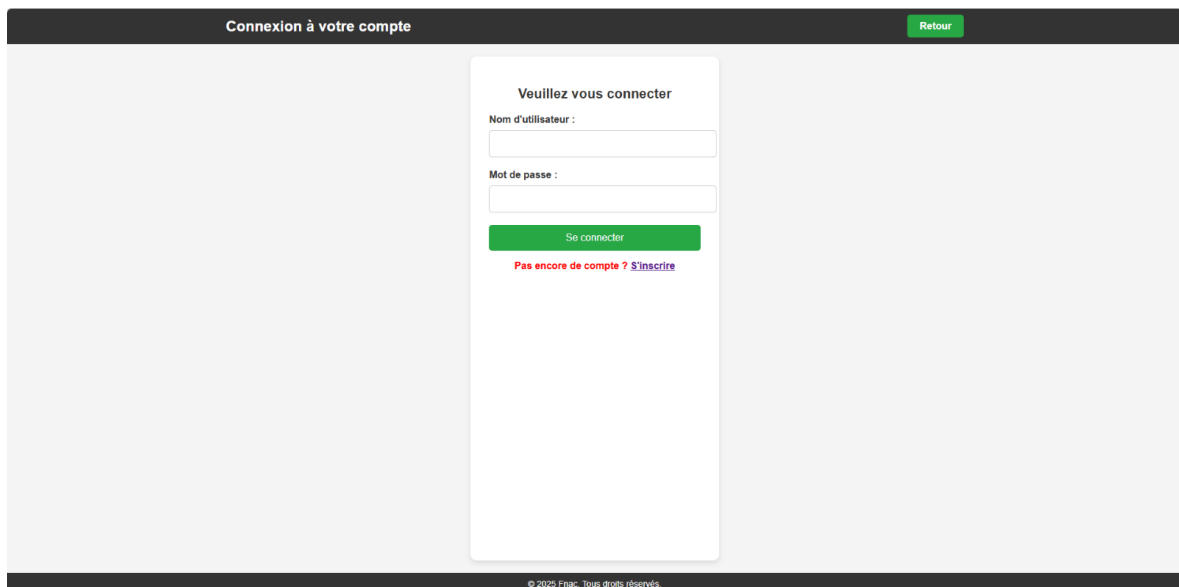 Connexion à votre compte
Retour
Veuillez vous connecter
Nom d'utilisateur :
Mot de passe :
Se connecter
Pas encore de compte ? S'inscrire
© 2025 Fnac. Tous droits réservés.